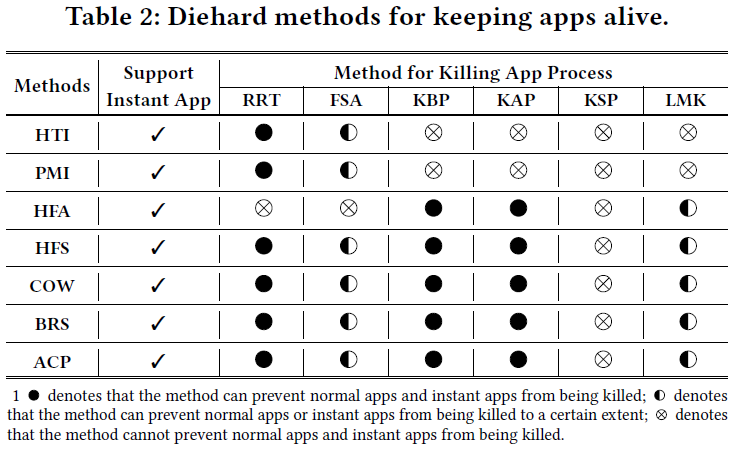 Table 2: Diehard methods for keeping apps alive.
Methods Support Instant App Method for Killing App Process
RRT FSA KBP KAP KSP LMK
HTI ✓ ● ◐ ⊗ ⊗ ⊗ ⊗
PMI ✓ ● ◐ ⊗ ⊗ ⊗ ⊗
HFA ✓ ⊗ ⊗ ● ● ⊗ ◐
HFS ✓ ● ◐ ● ● ⊗ ◐
COW ✓ ● ◐ ● ● ⊗ ◐
BRS ✓ ● ◐ ● ● ⊗ ◐
ACP ✓ ● ◐ ● ● ⊗ ◐
1 ● denotes that the method can prevent normal apps and instant apps from being killed; ◐ denotes
that the method can prevent normal apps or instant apps from being killed to a certain extent; ⊗ denotes
that the method cannot prevent normal apps and instant apps from being killed.